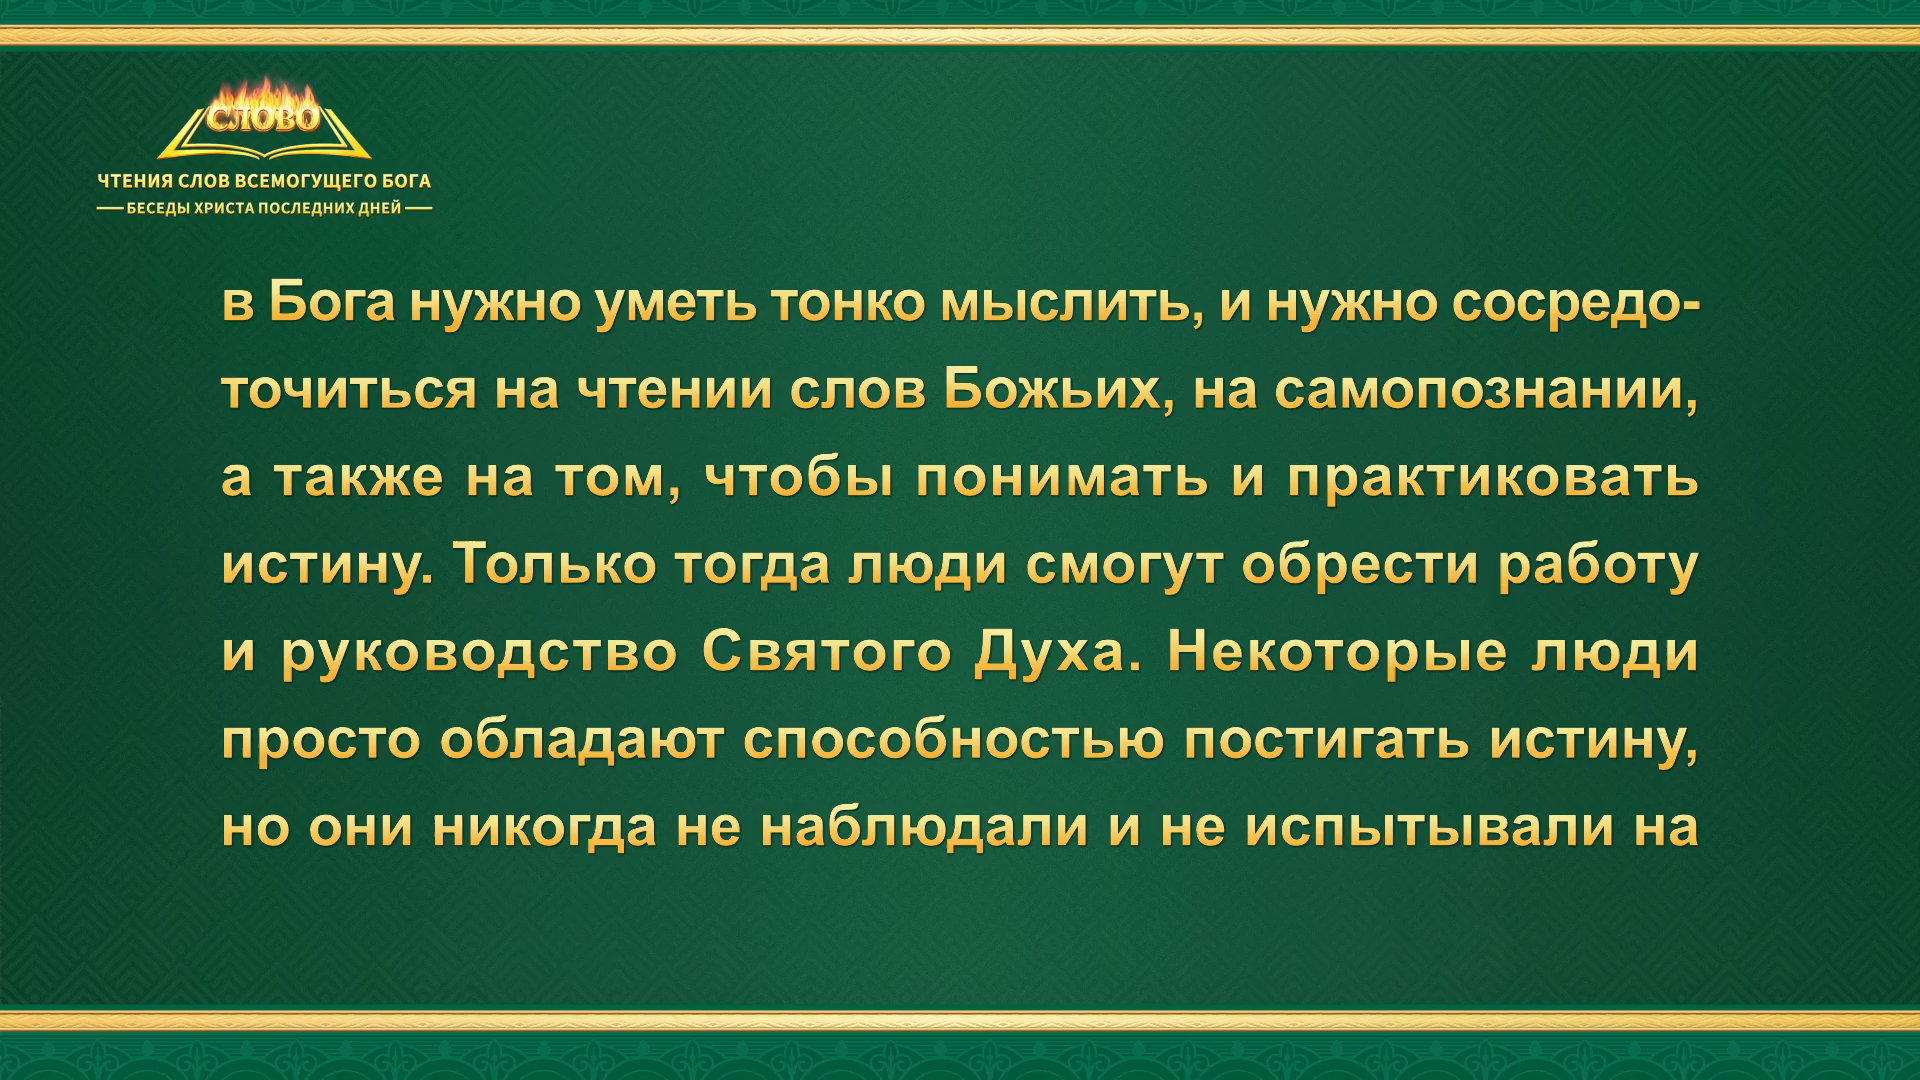 СЛОВО
ЧТЕНИЯ СЛОВ ВСЕМОГУЩЕГО БОГА
БЕСЕДЫ ХРИСТА ПОСЛЕДНИХ ДНЕЙ
в Бога нужно уметь тонко мыслить, и нужно сосредо-
точиться на чтении слов Божьих, на самопознании,
а также на том, чтобы понимать и практиковать
истину. Только тогда люди смогут обрести работу
и руководство Святого Духа. Некоторые люди
просто обладают способностью постигать истину,
но они никогда не наблюдали и не испытывали на